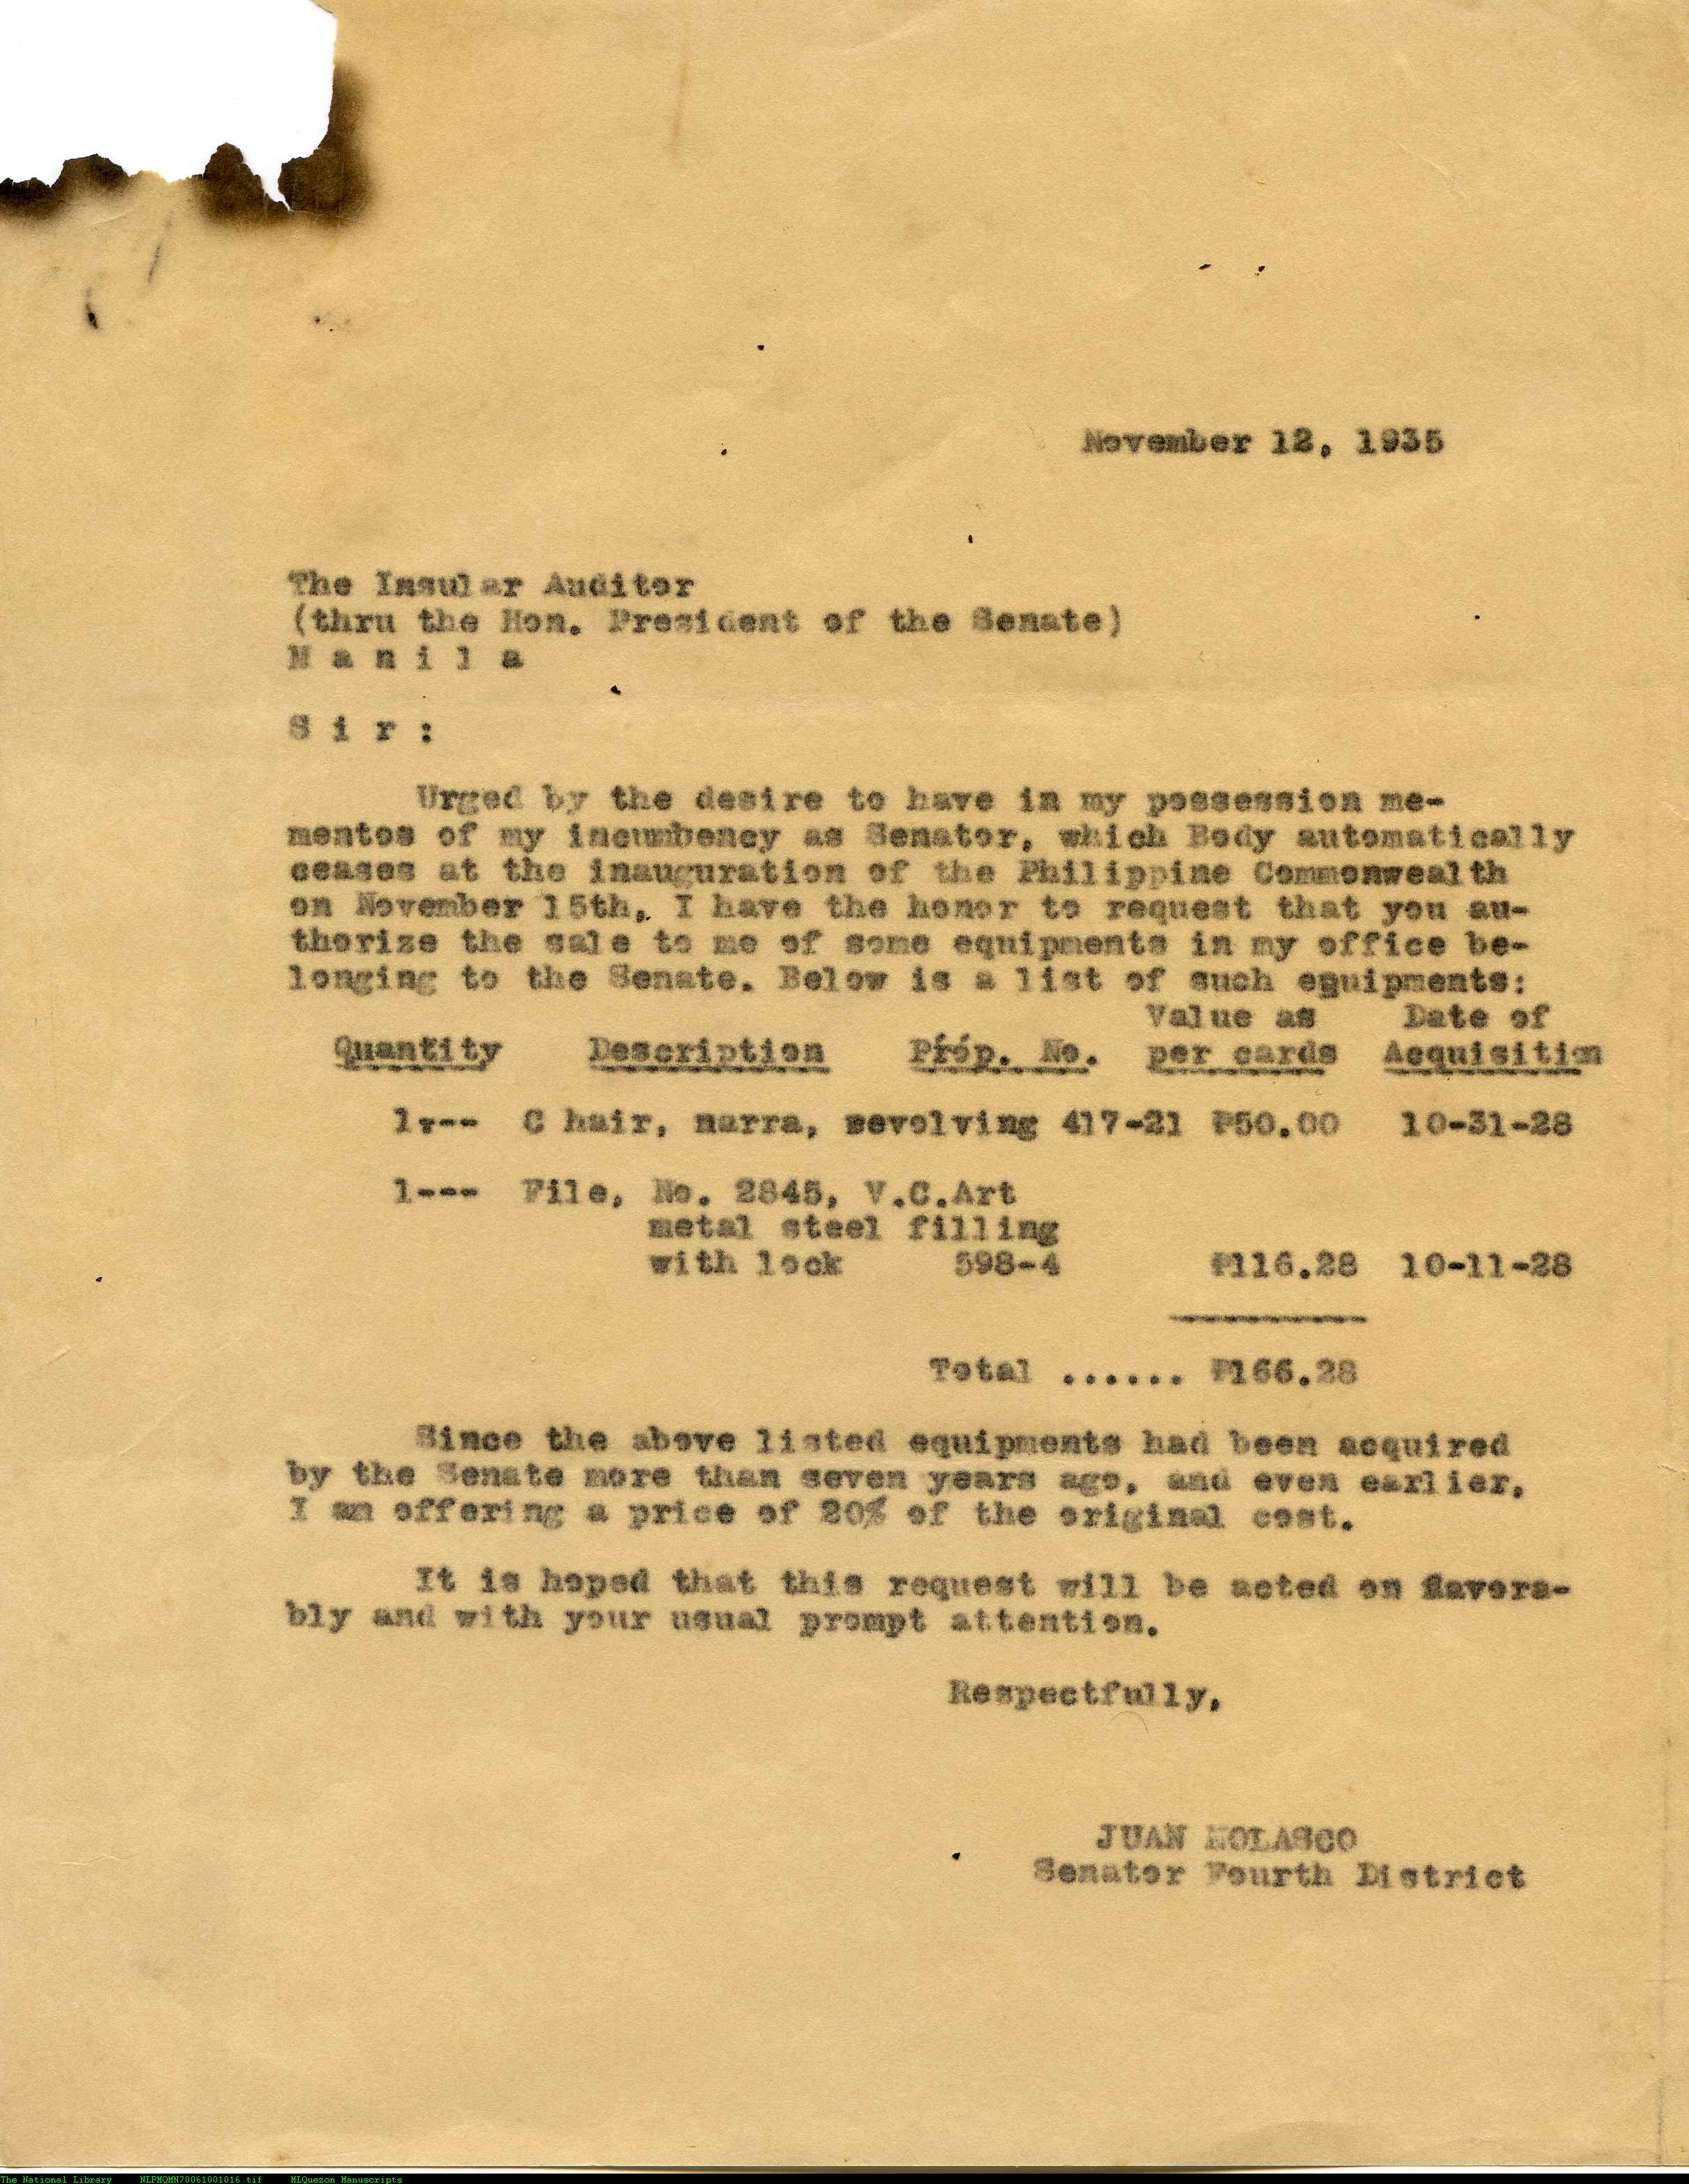 November 12, 1935
The Insular Auditor
(thru the Hon. President of the Senate)
M a n i l a
S i r :
Urged by the desire to have in my possession me-
mentos of my incumbency as Senator, which Body automatically
ceases at the inauguration of the Philippine Commonwealth
on November 15th, I have the honor to request that you au-
thorize the sale to me of some equipments in my office be-
longing to the Senate. Below is a list of such equipments:
Value as Date of
Quantity Description Prop. No. per cards Acquisition
1--- C hair, narra, revolving 417-21 ₱50.00 10-31-28
1--- File, No. 2845, V.C.Art
metal steel filling
with lock 598-4 ₱116.28 10-11-28
Total ...... ₱166.28
Since the above listed equipments had been acquired
by the Senate more than seven years ago, and even earlier,
I am offering a price of 20% of the original cost.
It is hoped that this request will be acted on favora-
bly and with your usual prompt attention.
Respectfully,
JUAN NOLASCO
Senator Fourth District
The National Library NLPMQMN70061001016.tif MLQuezon Manuscripts